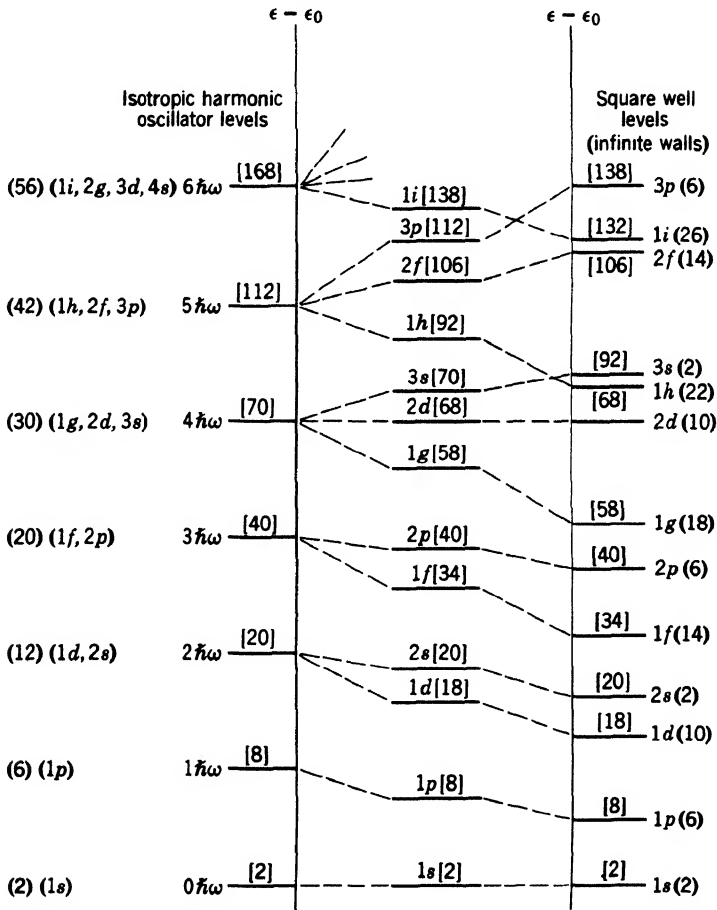 ϵ − ϵ₀ ϵ − ϵ₀
Isotropic harmonic
oscillator levels
Square well
levels
(infinite walls)
(56) (1i, 2g, 3d, 4s) 6ℏω [168]
1i[138]
3p[112]
2f[106]
[138] 3p(6)
[132] 1i(26)
[106] 2f(14)
(42) (1h, 2f, 3p) 5ℏω [112]
1h[92]
3s[70]
[92] 3s(2)
1h(22)
(30) (1g, 2d, 3s) 4ℏω [70]
2d[68]
[68] 2d(10)
1g[58]
[58] 1g(18)
(20) (1f, 2p) 3ℏω [40]
2p[40]
[40] 2p(6)
1f[34]
[34] 1f(14)
(12) (1d, 2s) 2ℏω [20]
2s[20]
[20] 2s(2)
1d[18]
[18] 1d(10)
(6) (1p) 1ℏω [8]
1p[8]
[8] 1p(6)
(2) (1s) 0ℏω [2]
1s[2]
[2] 1s(2)